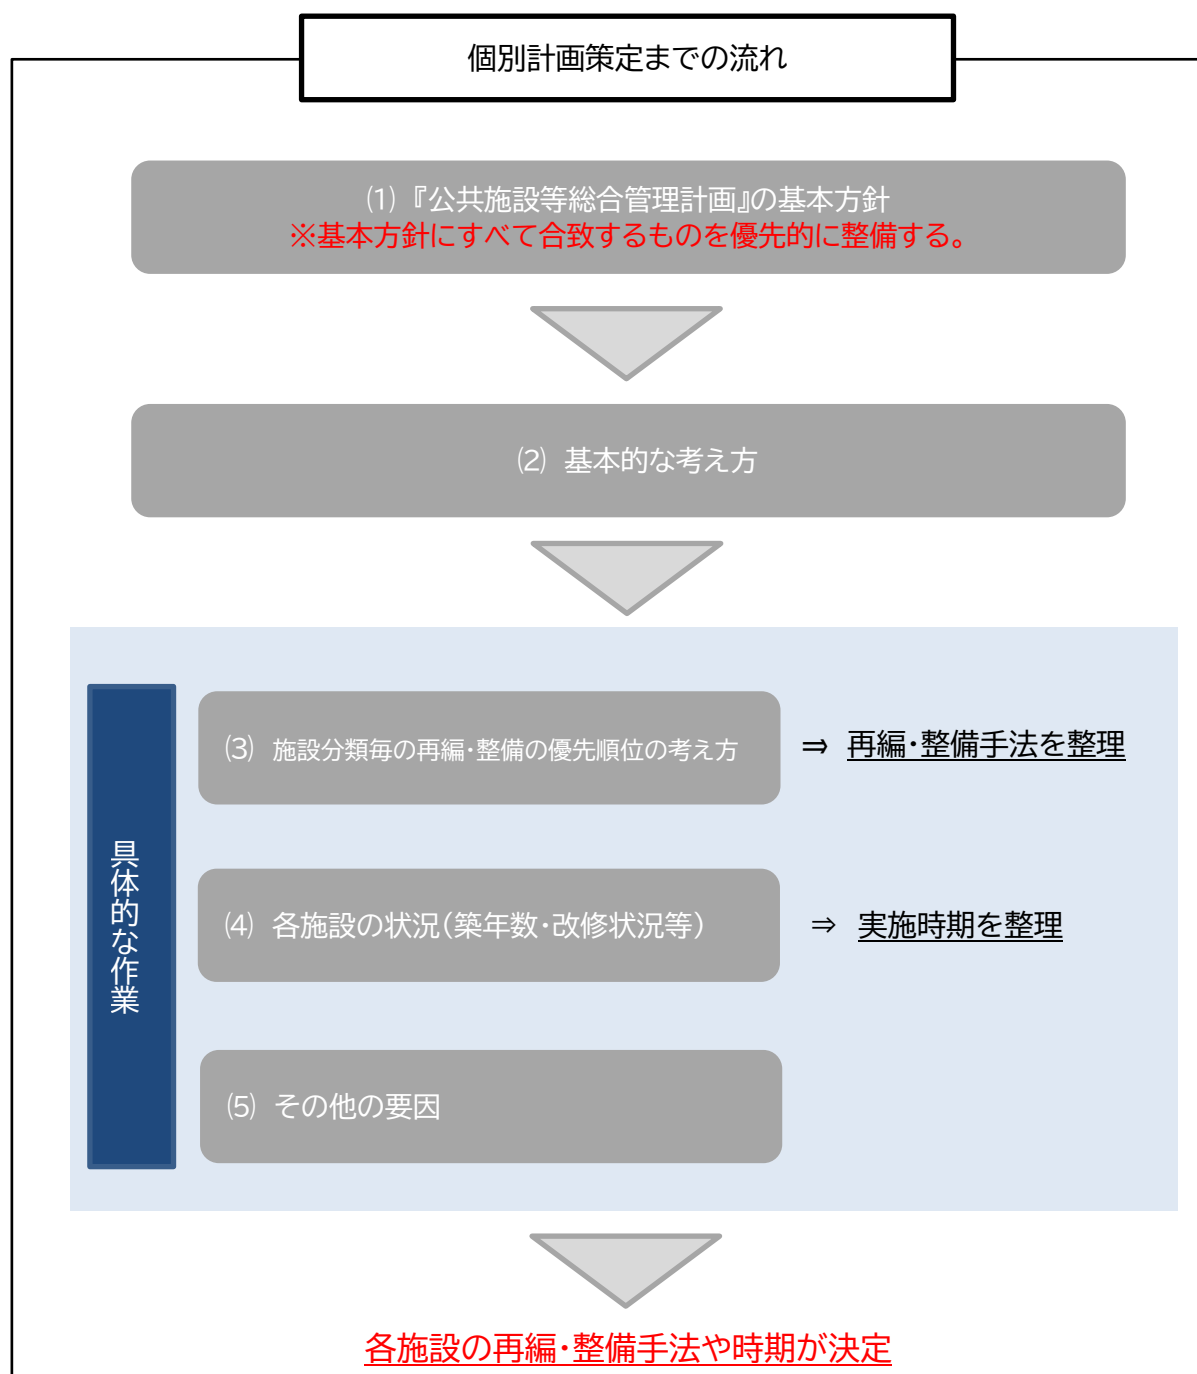 個別計画策定までの流れ
⑴『公共施設等総合管理計画』の基本方針
※基本方針にすべて合致するものを優先的に整備する。
⑵ 基本的な考え方
具体的な作業
⑶ 施設分類毎の再編・整備の優先順位の考え方 ⇒ 再編・整備手法を整理
⑷ 各施設の状況（築年数・改修状況等） ⇒ 実施時期を整理
⑸ その他の要因
各施設の再編・整備手法や時期が決定